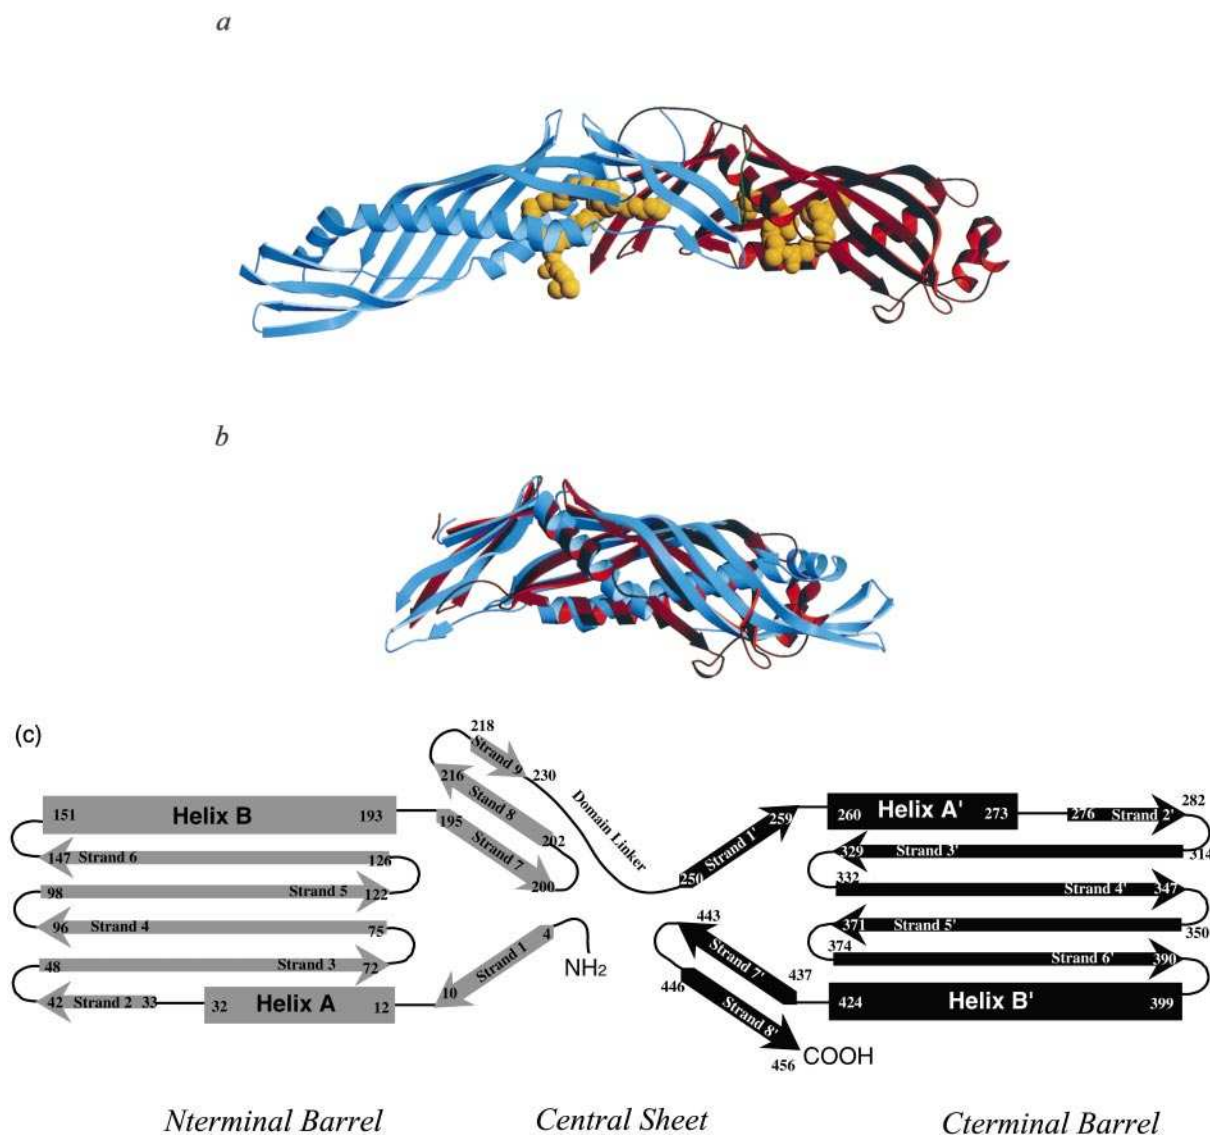 a
b
(c)
218
Strand 9
230
216
Stand 8
202
Domain Linker
151 Helix B 193
195
Strand 7
200
147 Strand 6 126
98 Strand 5 122
96 Strand 4 75
48 Strand 3 72
42 Strand 2 33
32 Helix A 12
10 Strand 1 4
NH2
250 Strand 1' 259
260 Helix A' 273
276 Strand 2' 282
329 Strand 3' 314
332 Strand 4' 347
371 Strand 5' 350
374 Strand 6' 390
424 Helix B' 399
443 Strand 7' 437
446 Strand 8' 456
COOH
Nterminal Barrel Central Sheet Cterminal Barrel